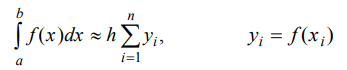 ∫_a^b f(x)dx ≈ h ∑_{i=1}^n y_i,   y_i = f(x_i)